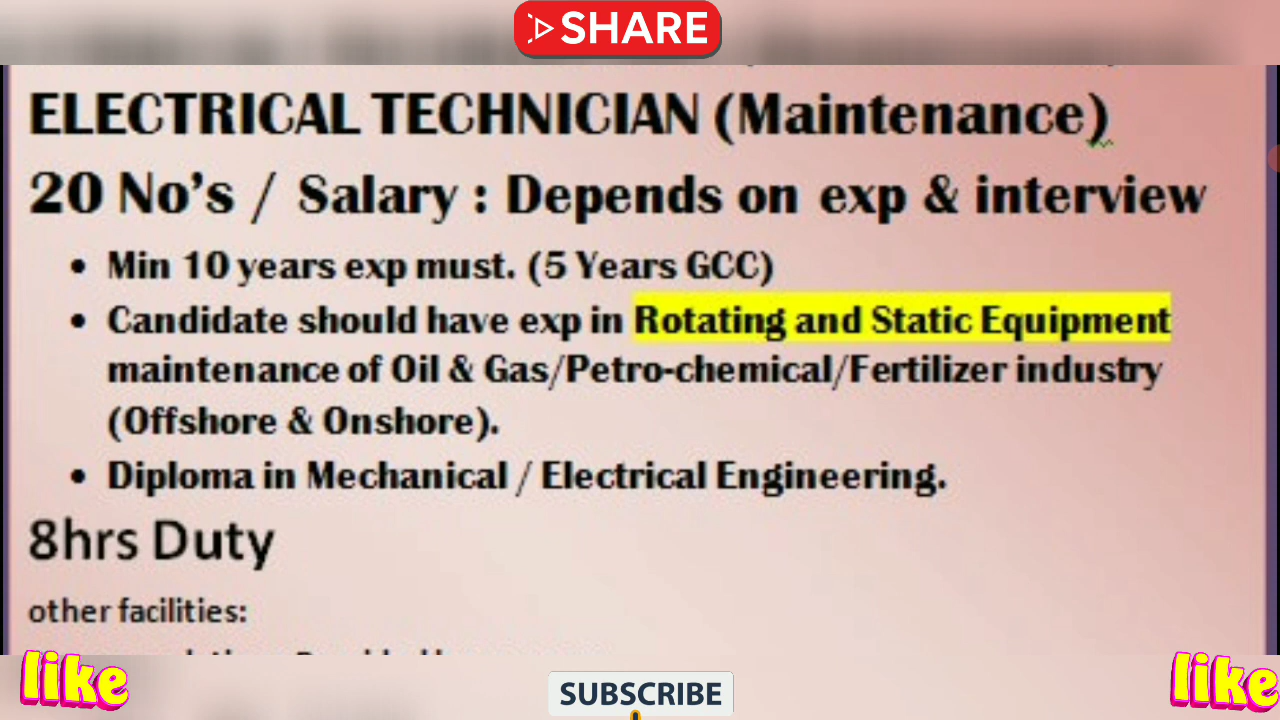 SHARE
ELECTRICAL TECHNICIAN (Maintenance)
20 No's / Salary : Depends on exp & interview
• Min 10 years exp must. (5 Years GCC)
• Candidate should have exp in Rotating and Static Equipment
maintenance of Oil & Gas/Petro-chemical/Fertilizer industry
(Offshore & Onshore).
• Diploma in Mechanical / Electrical Engineering.
8hrs Duty
other facilities:
like
SUBSCRIBE
like